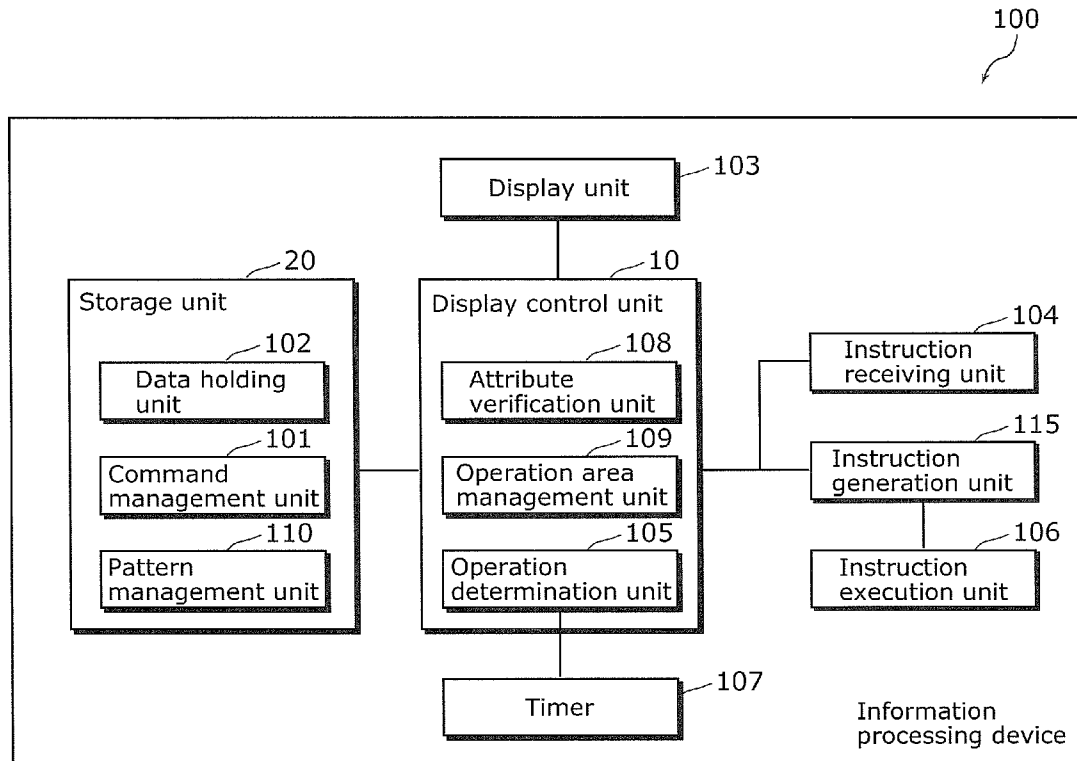 100
Display unit
103
20
Storage unit
102
Data holding
unit
101
Command
management unit
110
Pattern
management unit
10
Display control unit
108
Attribute
verification unit
109
Operation area
management unit
105
Operation
determination unit
104
Instruction
receiving unit
115
Instruction
generation unit
106
Instruction
execution unit
Timer
107
Information
processing device